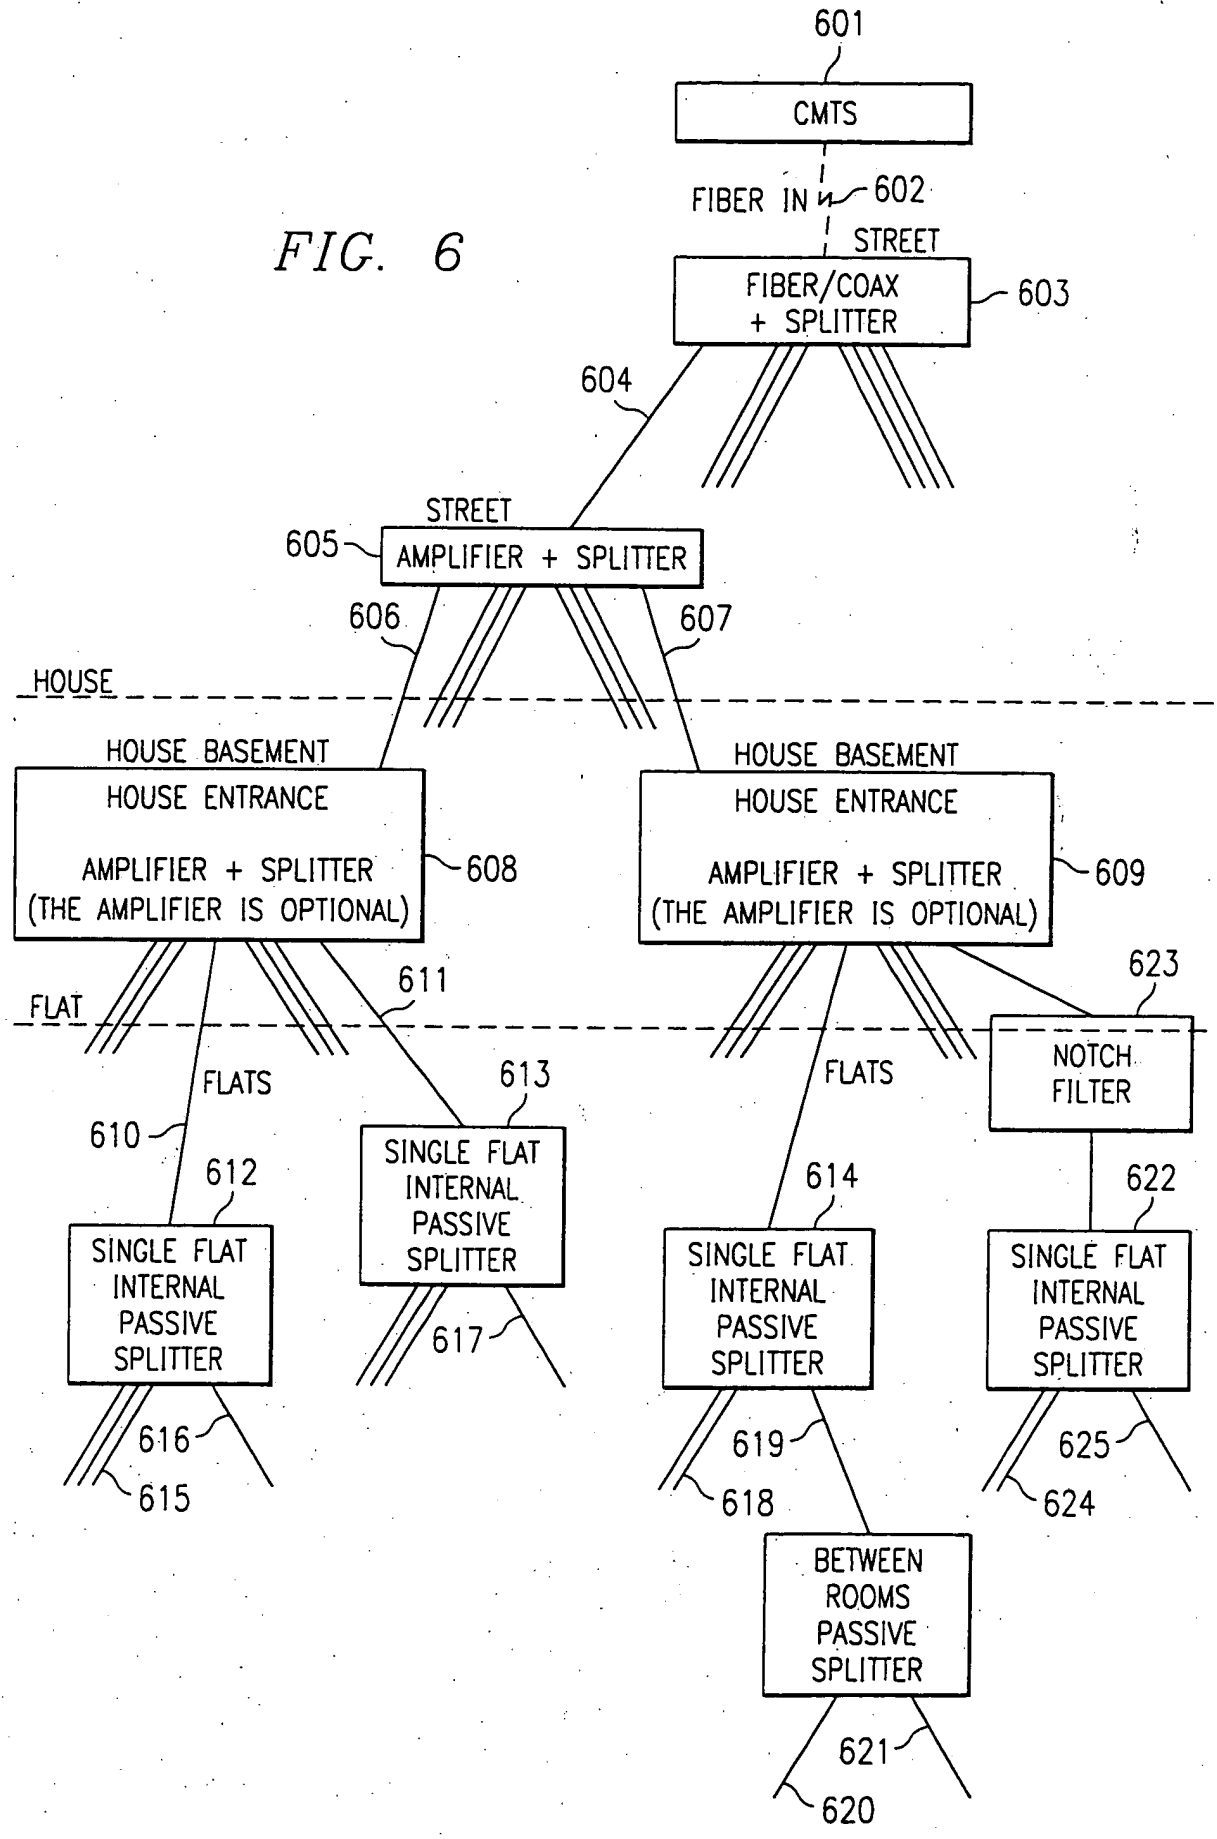 601
CMTS
FIBER IN
602
STREET
FIG. 6
FIBER/COAX
+ SPLITTER
603
604
STREET
605
AMPLIFIER + SPLITTER
606
607
HOUSE
HOUSE BASEMENT
HOUSE ENTRANCE
AMPLIFIER + SPLITTER
(THE AMPLIFIER IS OPTIONAL)
608
HOUSE BASEMENT
HOUSE ENTRANCE
AMPLIFIER + SPLITTER
(THE AMPLIFIER IS OPTIONAL)
609
611
623
FLAT
NOTCH
FILTER
FLATS
FLATS
613
610
SINGLE FLAT
INTERNAL
PASSIVE
SPLITTER
612
614
622
SINGLE FLAT
INTERNAL
PASSIVE
SPLITTER
617
SINGLE FLAT
INTERNAL
PASSIVE
SPLITTER
SINGLE FLAT
INTERNAL
PASSIVE
SPLITTER
616
615
619
618
625
624
BETWEEN
ROOMS
PASSIVE
SPLITTER
621
620